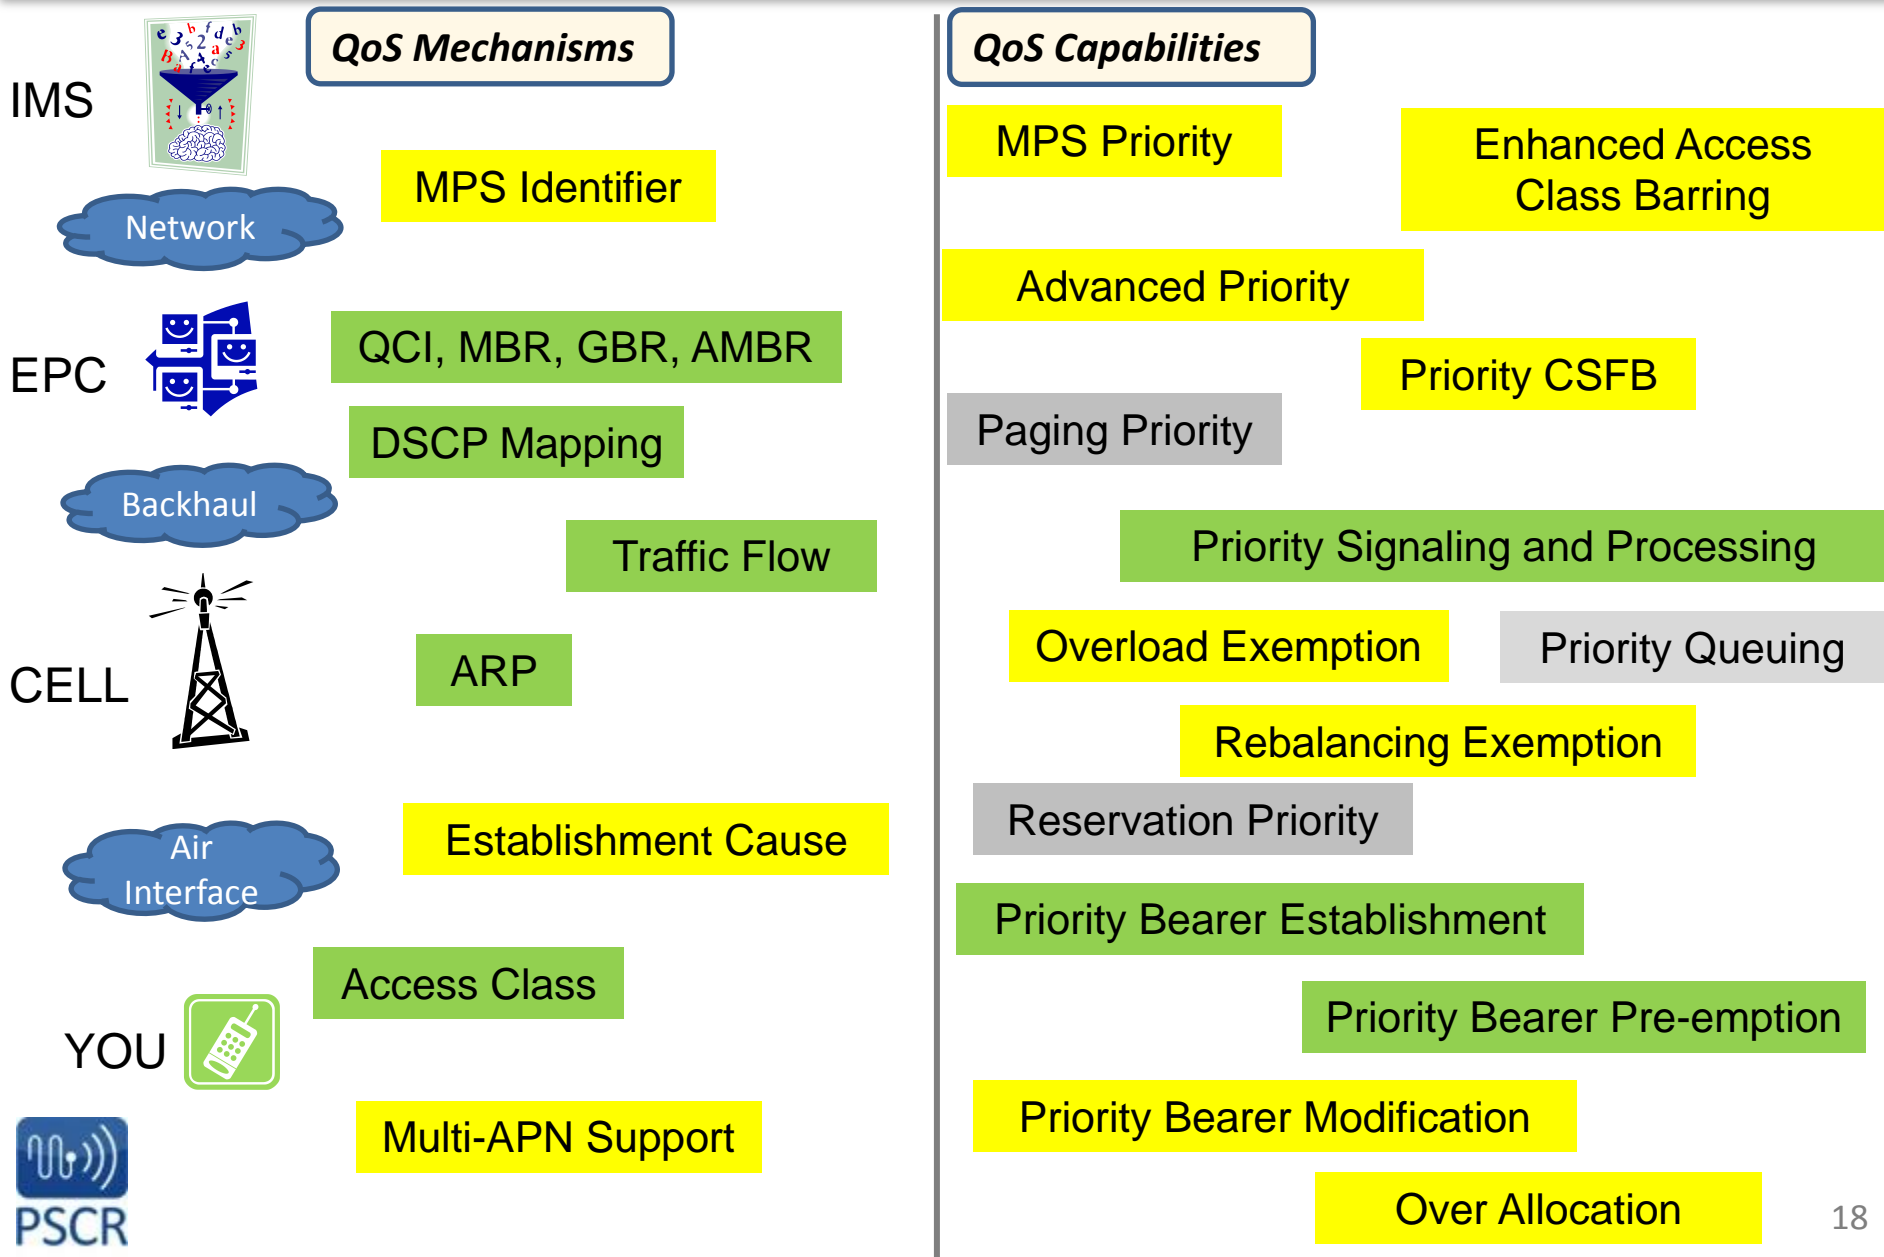 QoS Mechanisms
IMS
MPS Identifier
Network
EPC
QCI, MBR, GBR, AMBR
DSCP Mapping
Backhaul
Traffic Flow
CELL
ARP
Air
Interface
Establishment Cause
Access Class
YOU
Multi-APN Support
PSCR
QoS Capabilities
MPS Priority
Enhanced Access
Class Barring
Advanced Priority
Priority CSFB
Paging Priority
Priority Signaling and Processing
Overload Exemption
Priority Queuing
Rebalancing Exemption
Reservation Priority
Priority Bearer Establishment
Priority Bearer Pre-emption
Priority Bearer Modification
Over Allocation
18